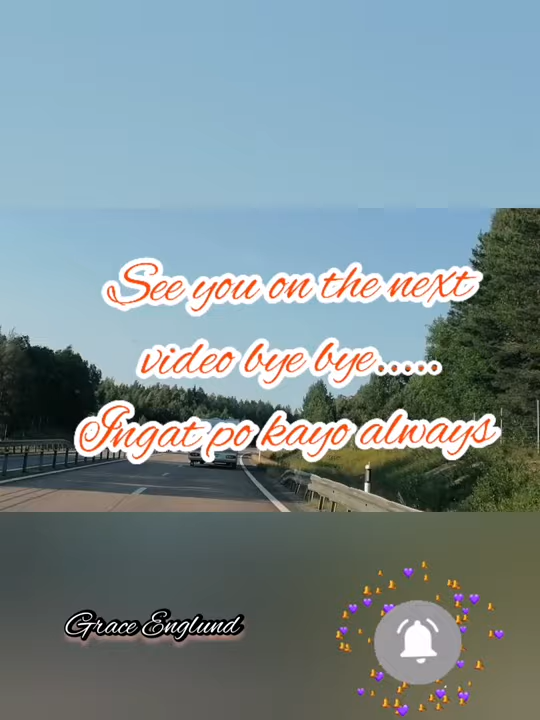 See you on the next
video bye bye.....
Ingat po kayo always
Grace Englund